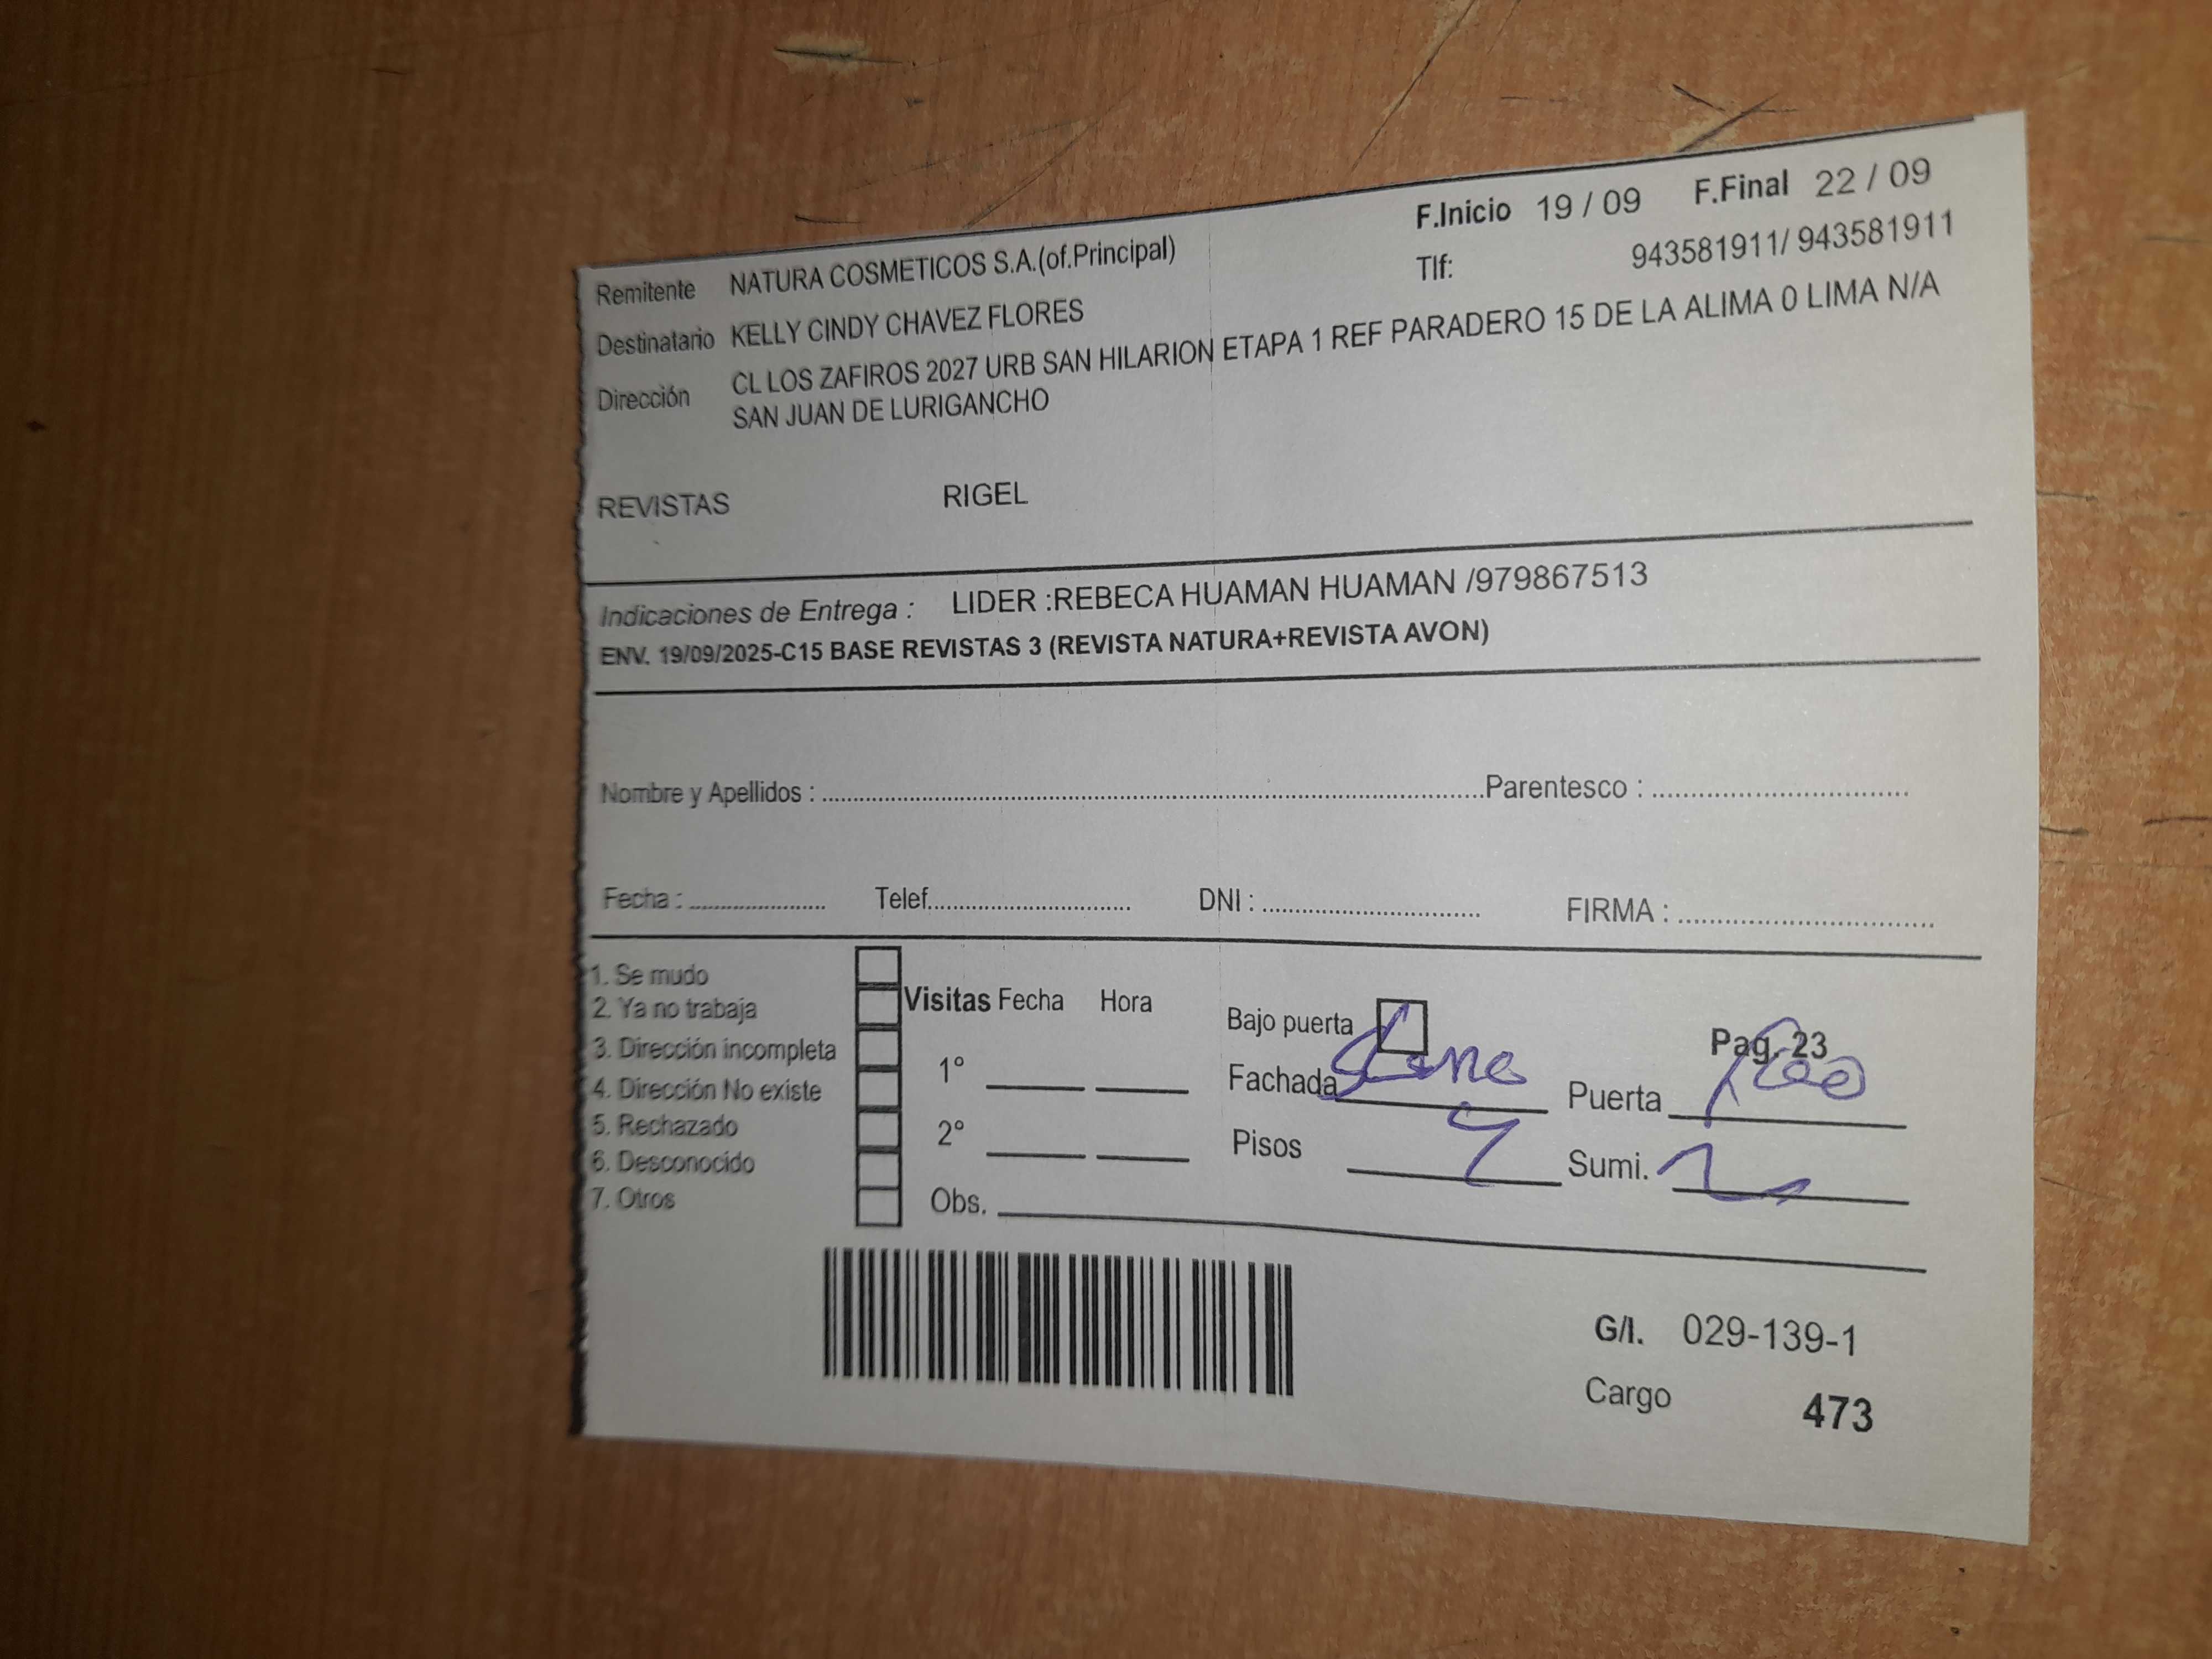 F.Inicio 19 / 09 F.Final 22 / 09
Remitente NATURA COSMETICOS S.A.(of.Principal) Tlf: 943581911/ 943581911
Destinatario KELLY CINDY CHAVEZ FLORES
Dirección CL LOS ZAFIROS 2027 URB SAN HILARION ETAPA 1 REF PARADERO 15 DE LA ALIMA 0 LIMA N/A
SAN JUAN DE LURIGANCHO
REVISTAS RIGEL
Indicaciones de Entrega : LIDER :REBECA HUAMAN HUAMAN /979867513
ENV. 19/09/2025-C15 BASE REVISTAS 3 (REVISTA NATURA+REVISTA AVON)
Nombre y Apellidos : Parentesco :
Fecha : Telef. DNI : FIRMA :
1. Se mudo
2. Ya no trabaja
3. Dirección incompleta
4. Dirección No existe
5. Rechazado
6. Desconocido
7. Otros
Visitas Fecha Hora
1°
2°
Obs.
Bajo puerta Pag. 23
Fachada Puerta
Pisos Sumi.
G/I. 029-139-1
Cargo 473